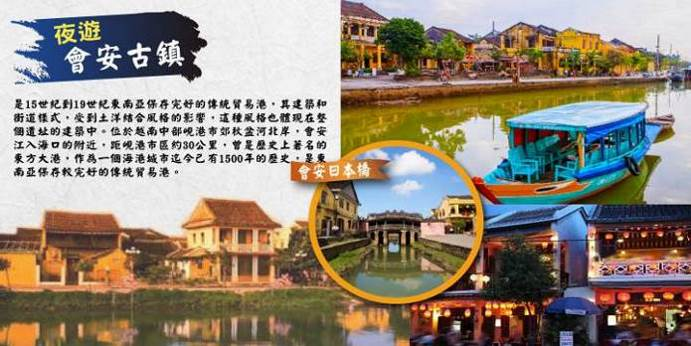 夜遊
會安古鎮
是15世紀到19世紀東南亞保存完好的傳統貿易港，其建築和
街道樣式，受到土洋結合風格的影響，這種風格也體現在整
個遺址的建築中。位於越南中部峴港市郊秋盆河北岸，會安
江入海口的附近，距峴港市區約30公里，曾是歷史上著名的
東方大港，作為一個海港城市迄今已有1500年的歷史，是東
南亞保存較完好的傳統貿易港。
會安日本橋